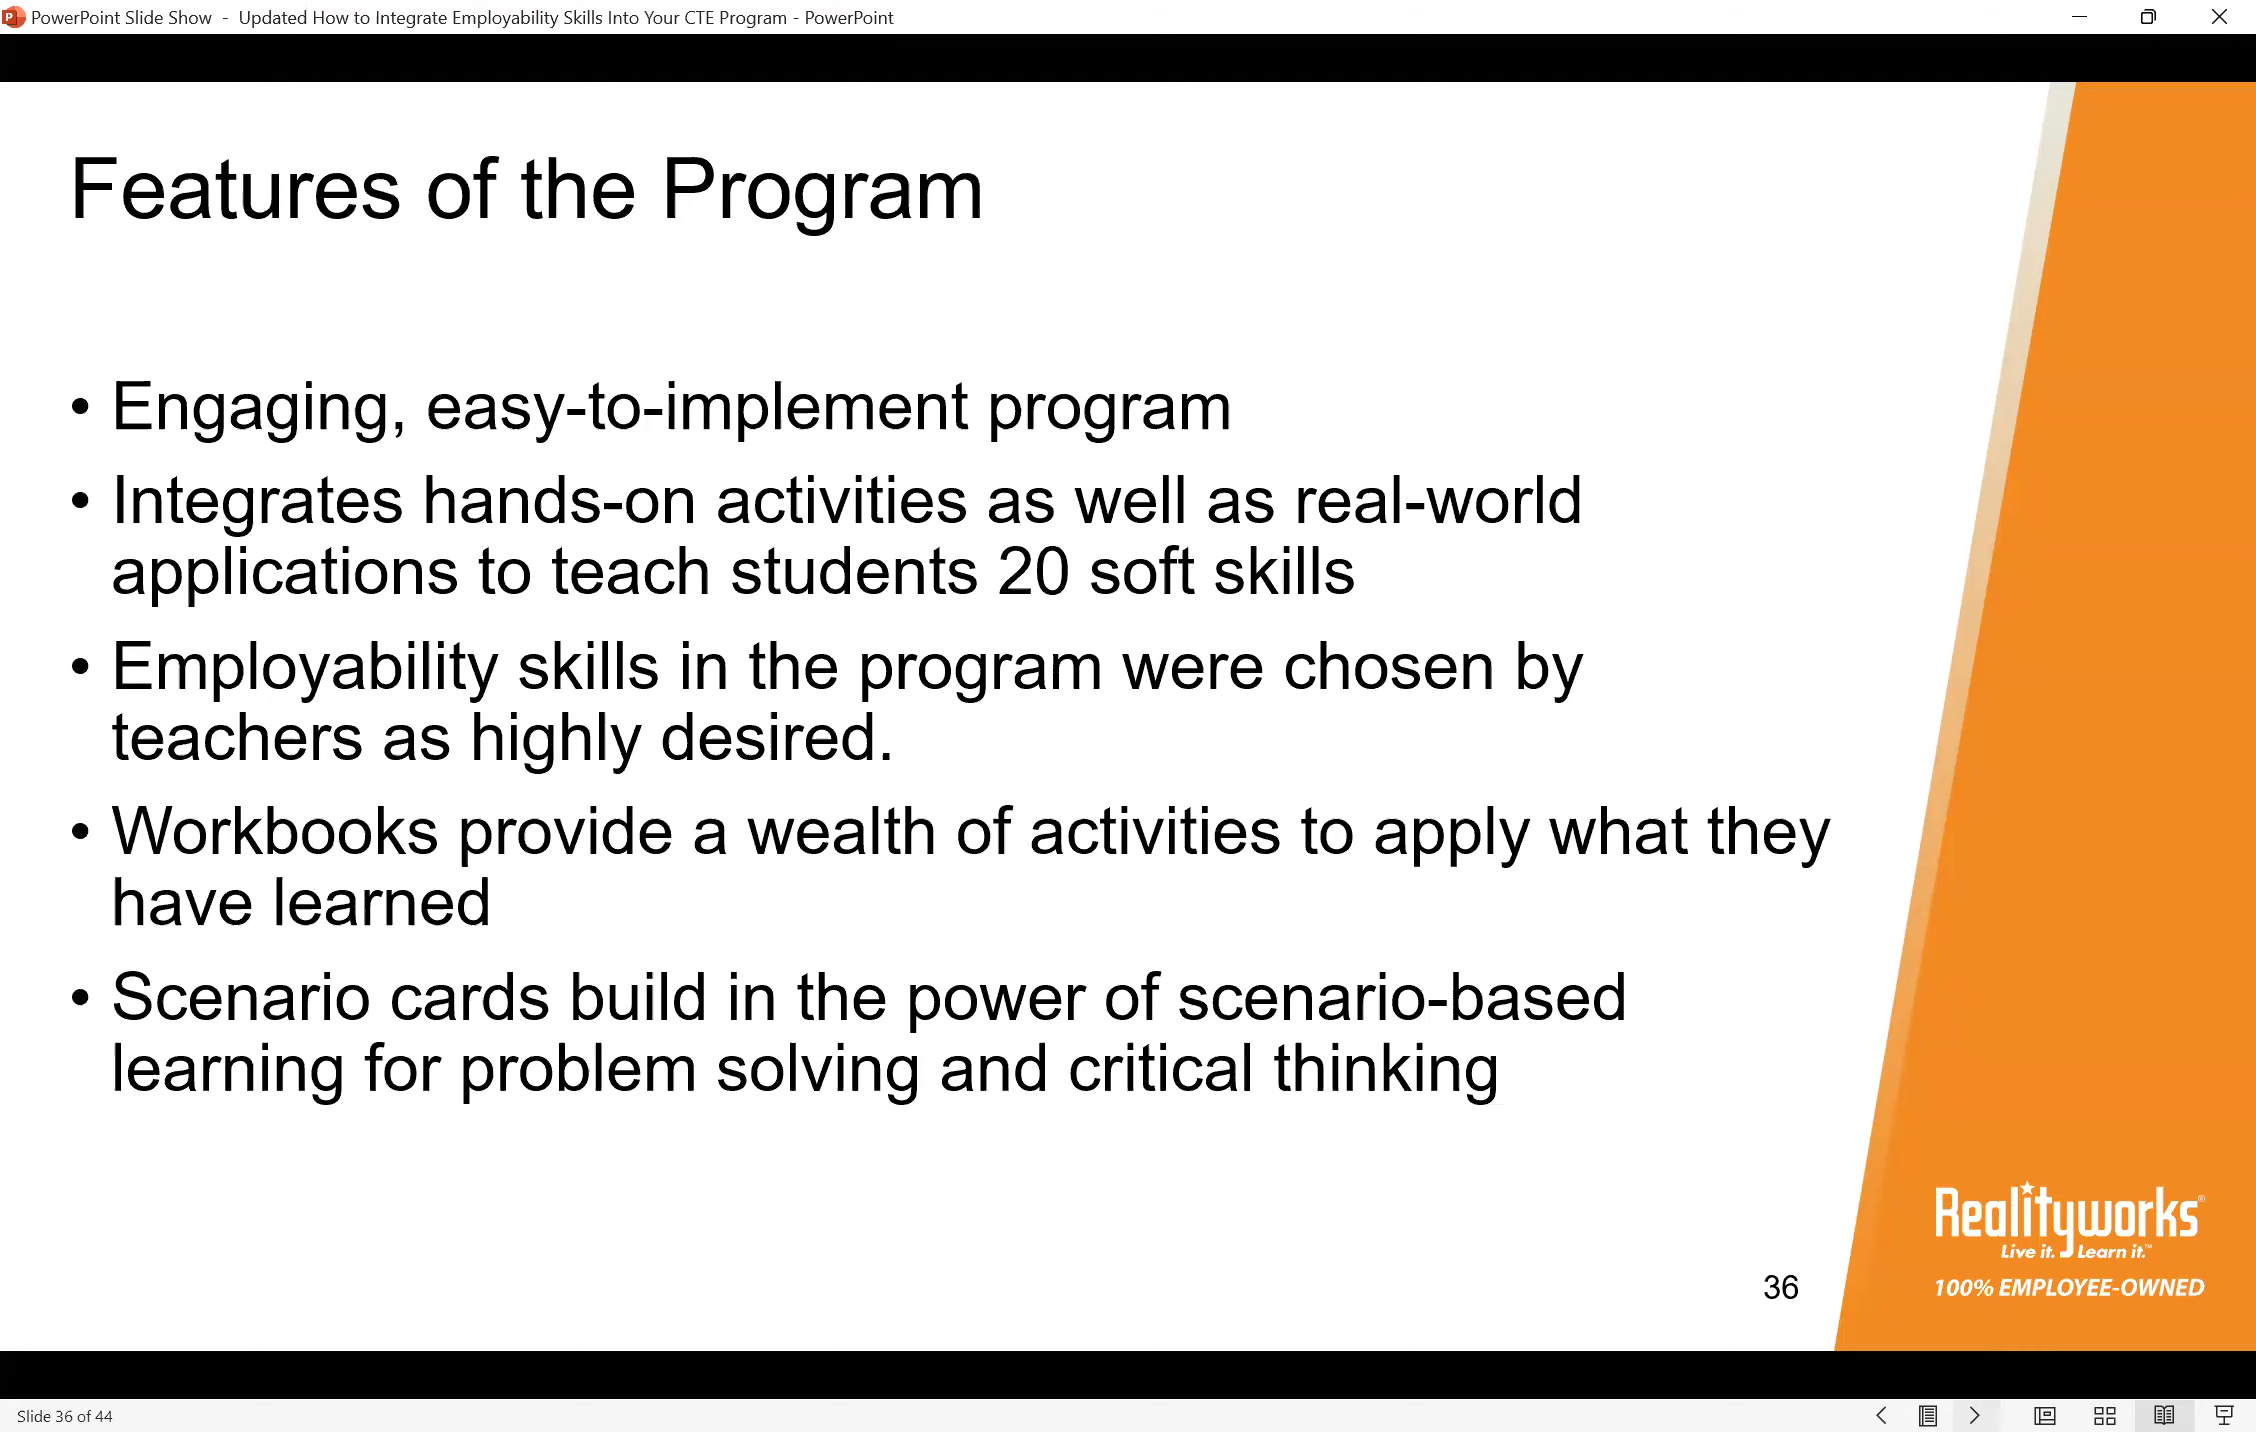 PowerPoint Slide Show - Updated How to Integrate Employability Skills Into Your CTE Program - PowerPoint
Features of the Program
• Engaging, easy-to-implement program
• Integrates hands-on activities as well as real-world
applications to teach students 20 soft skills
• Employability skills in the program were chosen by
teachers as highly desired.
• Workbooks provide a wealth of activities to apply what they
have learned
• Scenario cards build in the power of scenario-based
learning for problem solving and critical thinking
Realityworks®
Live it. Learn it.™
100% EMPLOYEE-OWNED
36
Slide 36 of 44